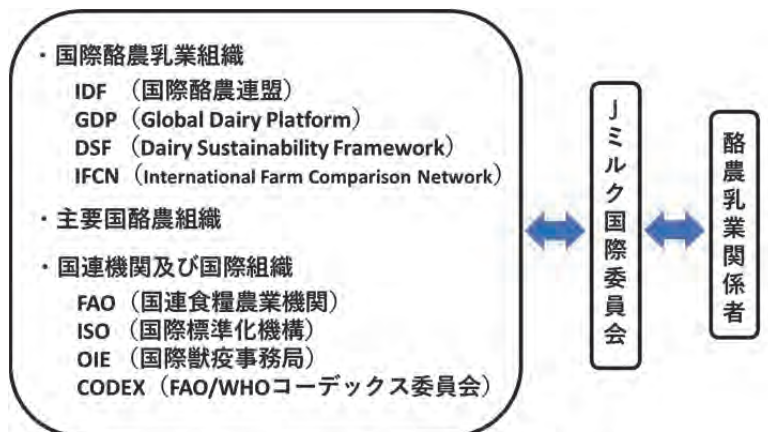 ・国際酪農乳業組織
IDF （国際酪農連盟）
GDP （Global Dairy Platform）
DSF （Dairy Sustainability Framework）
IFCN （International Farm Comparison Network）
・主要国酪農組織
・国連機関及び国際組織
FAO （国連食糧農業機関）
ISO （国際標準化機構）
OIE （国際獣疫事務局）
CODEX （FAO/WHOコーデックス委員会）
Jミルク国際委員会
酪農乳業関係者